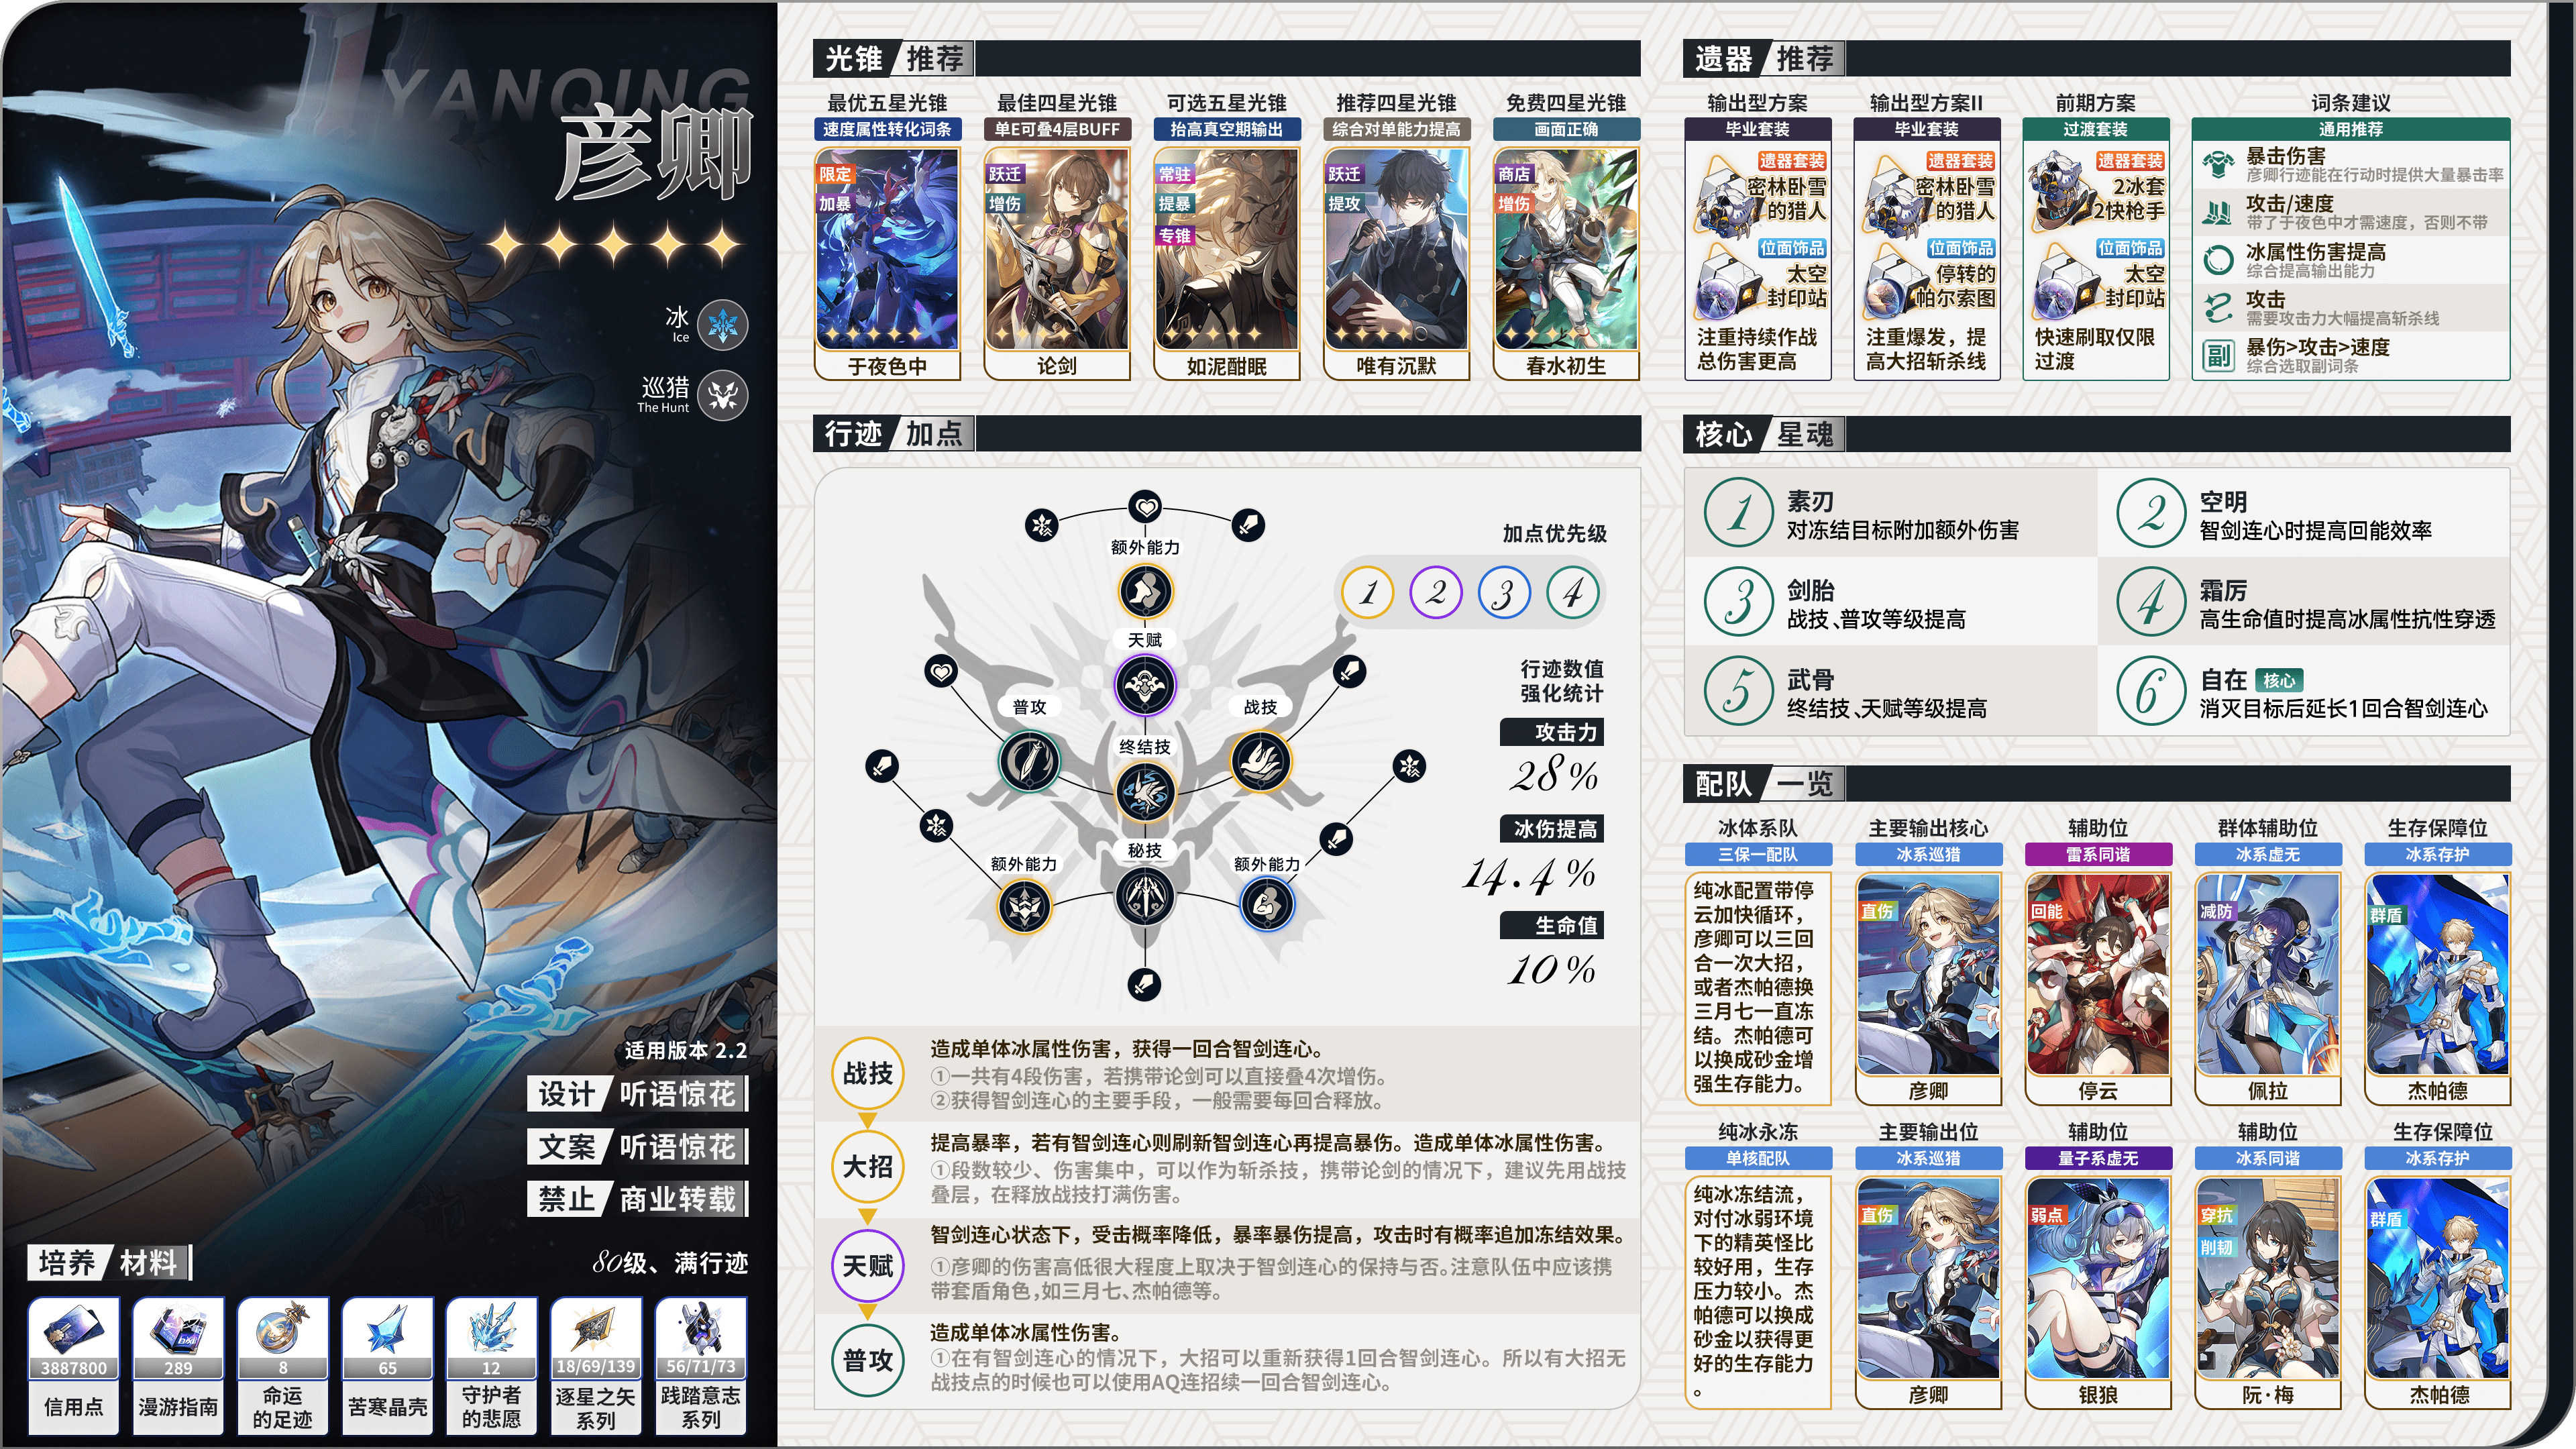 YANQING
彦卿
冰
Ice
巡猎
The Hunt
适用版本 2.2
设计 听语惊花
文案 听语惊花
禁止 商业转载
培养 材料
80级、满行迹
3887800
信用点
289
漫游指南
8
命运
的足迹
65
苦寒晶壳
12
守护者
的悲愿
18/69/139
逐星之矢
系列
56/71/73
践踏意志
系列
光锥 推荐
最优五星光锥
速度属性转化词条
限定
加暴
于夜色中
最佳四星光锥
单E可叠4层BUFF
跃迁
增伤
论剑
可选五星光锥
抬高真空期输出
常驻
提暴
专锥
如泥酣眠
推荐四星光锥
综合对单能力提高
跃迁
提攻
唯有沉默
免费四星光锥
画面正确
商店
增伤
春水初生
行迹 加点
额外能力
天赋
普攻
战技
终结技
额外能力
秘技
额外能力
加点优先级
1 2 3 4
行迹数值
强化统计
攻击力
28%
冰伤提高
14.4%
生命值
10%
战技
造成单体冰属性伤害，获得一回合智剑连心。
①一共有4段伤害，若携带论剑可以直接叠4次增伤。
②获得智剑连心的主要手段，一般需要每回合释放。
大招
提高暴率，若有智剑连心则刷新智剑连心再提高暴伤。造成单体冰属性伤害。
①段数较少、伤害集中，可以作为斩杀技，携带论剑的情况下，建议先用战技
叠层，在释放战技打满伤害。
天赋
智剑连心状态下，受击概率降低，暴率暴伤提高，攻击时有概率追加冻结效果。
①彦卿的伤害高低很大程度上取决于智剑连心的保持与否。注意队伍中应该携
带套盾角色，如三月七、杰帕德等。
普攻
造成单体冰属性伤害。
①在有智剑连心的情况下，大招可以重新获得1回合智剑连心。所以有大招无
战技点的时候也可以使用AQ连招续一回合智剑连心。
遗器 推荐
输出型方案
毕业套装
遗器套装
密林卧雪
的猎人
位面饰品
太空
封印站
注重持续作战
总伤害更高
输出型方案II
毕业套装
遗器套装
密林卧雪
的猎人
位面饰品
停转的
帕尔索图
注重爆发，提
高大招斩杀线
前期方案
过渡套装
遗器套装
2冰套
2快枪手
位面饰品
太空
封印站
快速刷取仅限
过渡
词条建议
通用推荐
暴击伤害
彦卿行迹能在行动时提供大量暴击率
攻击/速度
带了于夜色中才需速度，否则不带
冰属性伤害提高
综合提高输出能力
攻击
需要攻击力大幅提高斩杀线
副
暴伤>攻击>速度
综合选取副词条
核心 星魂
1
素刃
对冻结目标附加额外伤害
2
空明
智剑连心时提高回能效率
3
剑胎
战技、普攻等级提高
4
霜厉
高生命值时提高冰属性抗性穿透
5
武骨
终结技、天赋等级提高
6
自在 核心
消灭目标后延长1回合智剑连心
配队 一览
冰体系队
三保一配队
纯冰配置带停
云加快循环，
彦卿可以三回
合一次大招，
或者杰帕德换
三月七一直冻
结。杰帕德可
以换成砂金增
强生存能力。
主要输出核心
冰系巡猎
直伤
彦卿
辅助位
雷系同谐
回能
停云
群体辅助位
冰系虚无
减防
佩拉
生存保障位
冰系存护
群盾
杰帕德
纯冰永冻
单核配队
纯冰冻结流，
对付冰弱环境
下的精英怪比
较好用，生存
压力较小。杰
帕德可以换成
砂金以获得更
好的生存能力
。
主要输出位
冰系巡猎
直伤
彦卿
辅助位
量子系虚无
弱点
银狼
辅助位
冰系同谐
穿抗
削韧
阮·梅
生存保障位
冰系存护
群盾
杰帕德